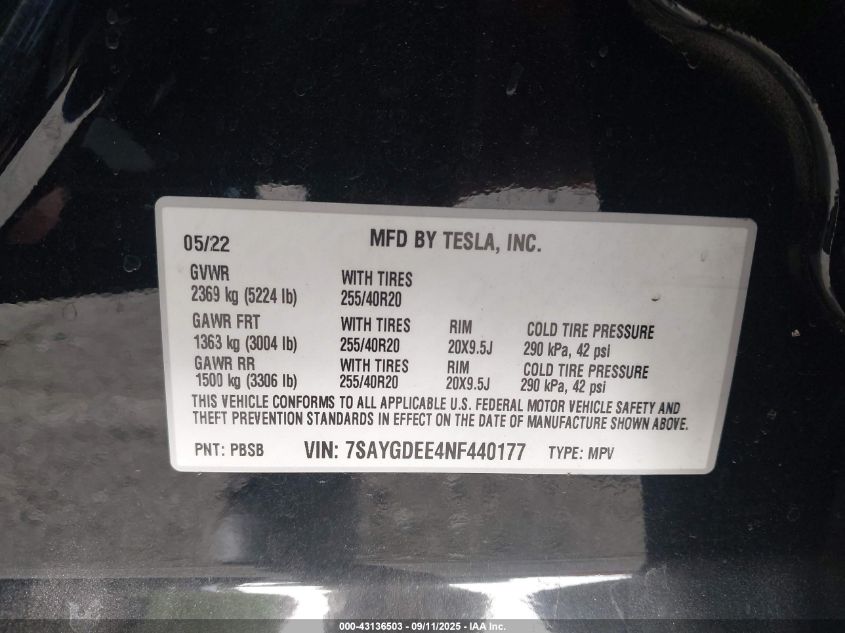 05/22 MFD BY TESLA, INC.
GVWR WITH TIRES
2369 kg (5224 lb) 255/40R20
GAWR FRT WITH TIRES RIM COLD TIRE PRESSURE
1363 kg (3004 lb) 255/40R20 20X9.5J 290 kPa, 42 psi
GAWR RR WITH TIRES RIM COLD TIRE PRESSURE
1500 kg (3306 lb) 255/40R20 20X9.5J 290 kPa, 42 psi
THIS VEHICLE CONFORMS TO ALL APPLICABLE U.S. FEDERAL MOTOR VEHICLE SAFETY AND
THEFT PREVENTION STANDARDS IN EFFECT ON THE DATE OF MANUFACTURE SHOWN ABOVE.
PNT: PBSB VIN: 7SAYGDEE4NF440177 TYPE: MPV
000-43136503 - 09/11/2025 - IAA Inc.